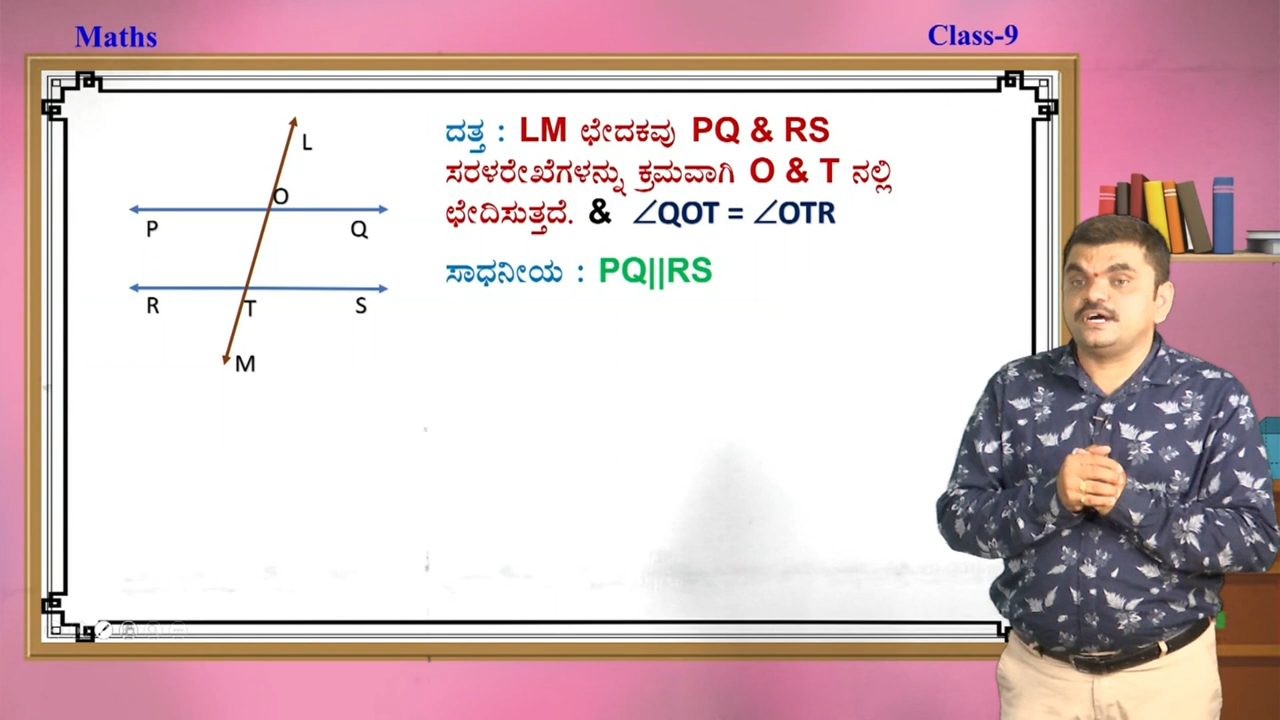 Maths
Class-9
L
O
P
Q
R
T
S
M
ದತ್ತ : LM ಛೇದಕವು PQ & RS
ಸರಳರೇಖೆಗಳನ್ನು ಕ್ರಮವಾಗಿ O & T ನಲ್ಲಿ
ಛೇದಿಸುತ್ತದೆ. & ∠QOT = ∠OTR
ಸಾಧನೀಯ : PQ||RS